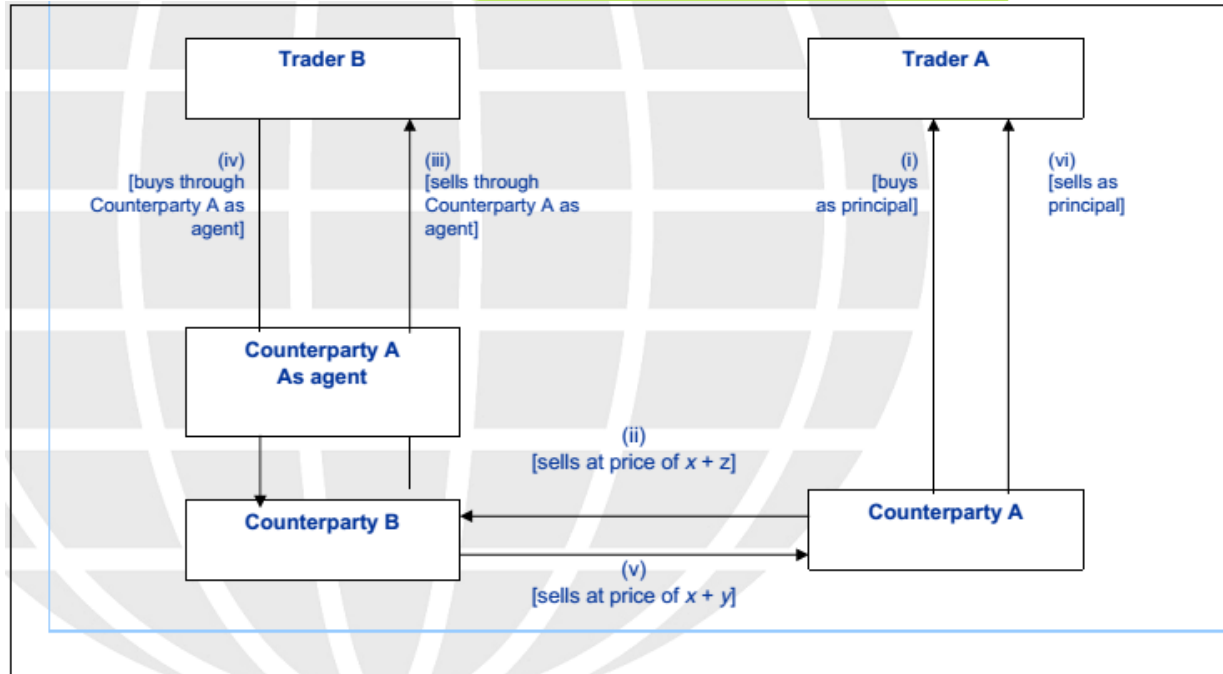 Trader B
Trader A
(iv)
[buys through
Counterparty A as
agent]
(iii)
[sells through
Counterparty A as
agent]
(i)
[buys
as principal]
(vi)
[sells as
principal]
Counterparty A
As agent
(ii)
[sells at price of x + z]
Counterparty B
Counterparty A
(v)
[sells at price of x + y]